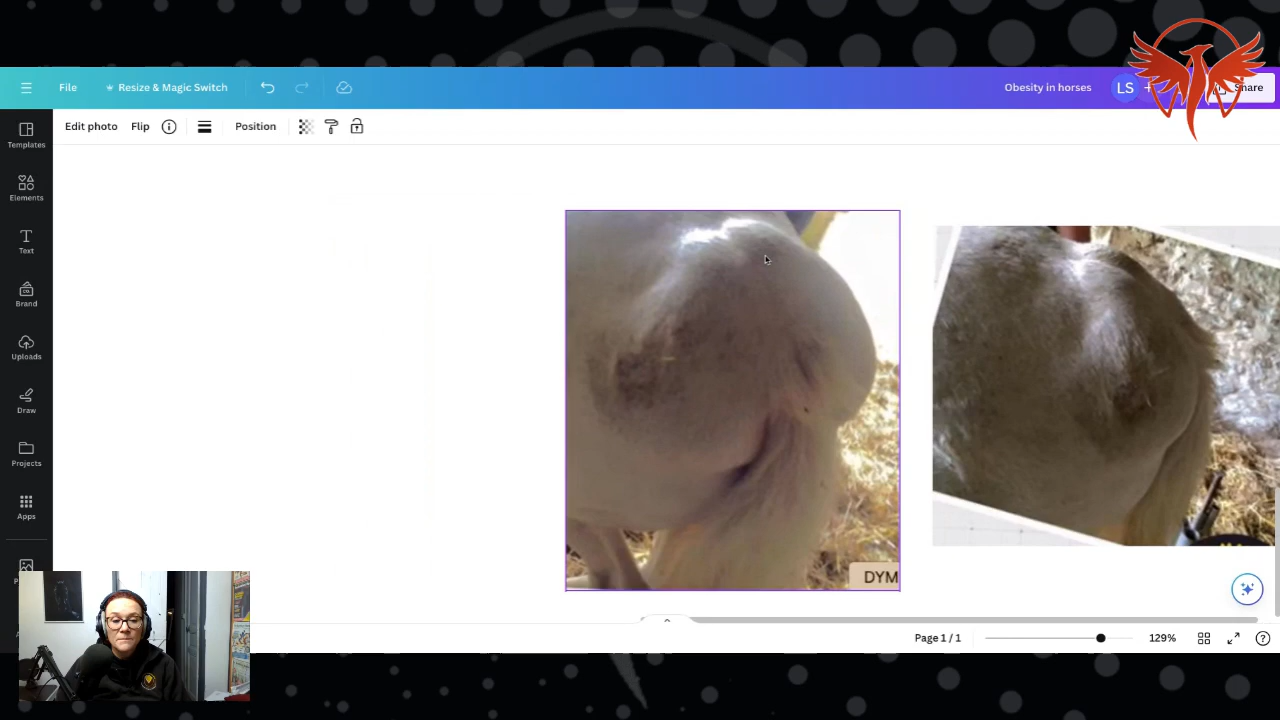 File
Resize & Magic Switch
Obesity in horses
LS
Share
Edit photo
Flip
Position
Templates
Elements
Text
Brand
Uploads
Draw
Projects
Apps
DYM
Page 1 / 1
129%